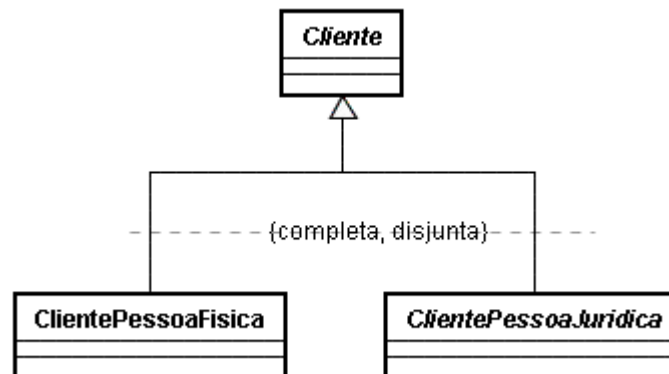 Cliente
{completa, disjunta}
ClientePessoaFisica
ClientePessoaJuridica